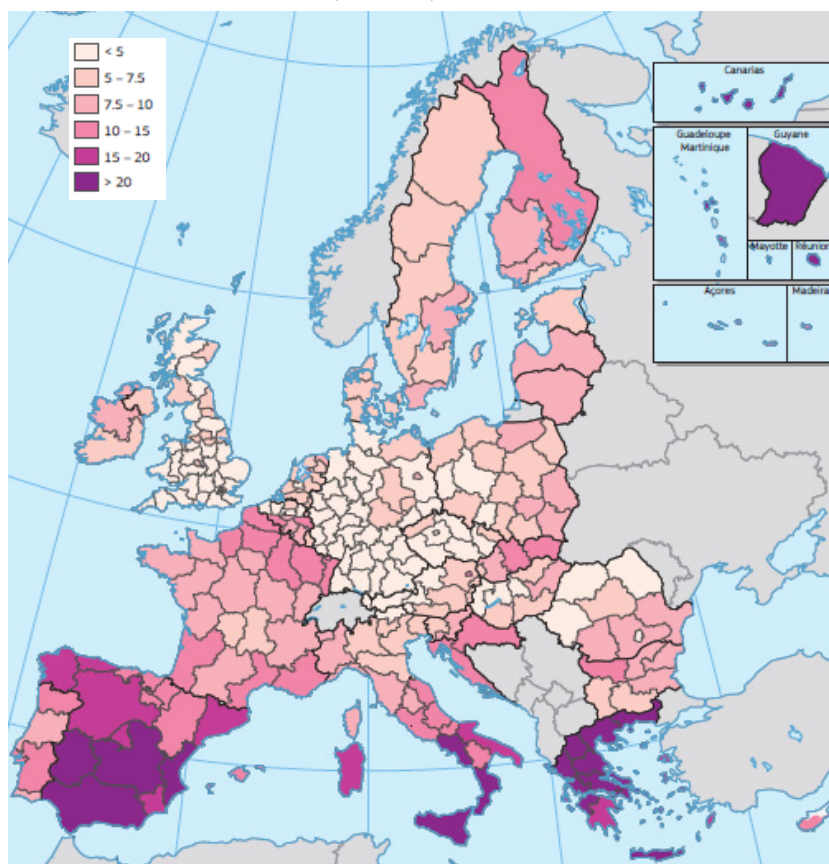 < 5
5 – 7.5
7.5 – 10
10 – 15
15 – 20
> 20
Canarias
Guadeloupe
Martinique
Guyane
Mayotte
Réunion
Açores
Madeira